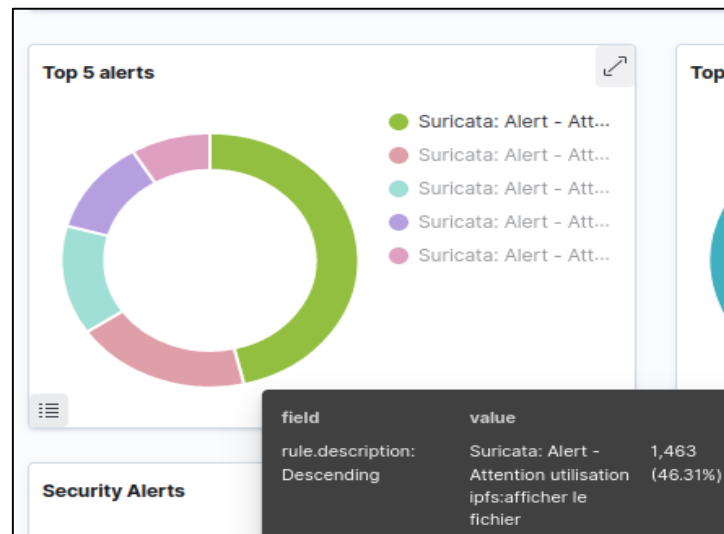 Top 5 alerts
Top
Suricata: Alert - Att...
Suricata: Alert - Att...
Suricata: Alert - Att...
Suricata: Alert - Att...
Suricata: Alert - Att...
field value
rule.description: Suricata: Alert - 1,463
Descending Attention utilisation (46.31%)
ipfs:afficher le
fichier
Security Alerts